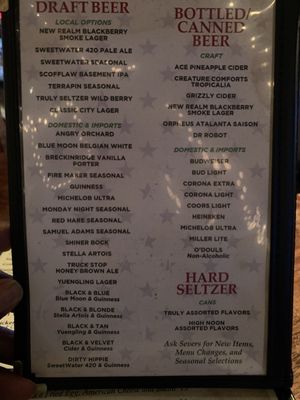 DRAFT BEER
LOCAL OPTIONS
NEW REALM BLACKBERRY
SMOKE LAGER
SWEETWATER 420 PALE ALE
SWEETWATER SEASONAL
SCOFFLAW BASEMENT IPA
TERRAPIN SEASONAL
TRULY SELTZER WILD BERRY
CLASSIC CITY LAGER
DOMESTIC & IMPORTS
ANGRY ORCHARD
BLUE MOON BELGIAN WHITE
BRECKINRIDGE VANILLA
PORTER
FIRE MAKER SEASONAL
GUINNESS
MICHELOB ULTRA
MONDAY NIGHT SEASONAL
RED HARE SEASONAL
SAMUEL ADAMS SEASONAL
SHINER BOCK
STELLA ARTOIS
TRUCK STOP
HONEY BROWN ALE
YUENGLING LAGER
BLACK & BLUE
Blue Moon & Guinness
BLACK & BLONDE
Stella Artois & Guinness
BLACK & TAN
Yuengling & Guinness
BLACK & VELVET
Cider & Guinness
DIRTY HIPPIE
SweetWater 420 & Guinness
BOTTLED/
CANNED
BEER
CRAFT
ACE PINEAPPLE CIDER
CREATURE COMFORTS
TROPICALIA
GRIZZLY CIDER
NEW REALM BLACKBERRY
SMOKE LAGER
ORPHEUS ATALANTA SAISON
DR ROBOT
DOMESTIC & IMPORTS
BUDWEISER
BUD LIGHT
CORONA EXTRA
CORONA LIGHT
COORS LIGHT
HEINEKEN
MICHELOB ULTRA
MILLER LITE
O'DOULS
Non-Alcoholic
HARD
SELTZER
CANS
TRULY ASSORTED FLAVORS
HIGH NOON
ASSORTED FLAVORS
Ask Severs for New Items,
Menu Changes, and
Seasonal Selections
Fried Egg, American Cheese